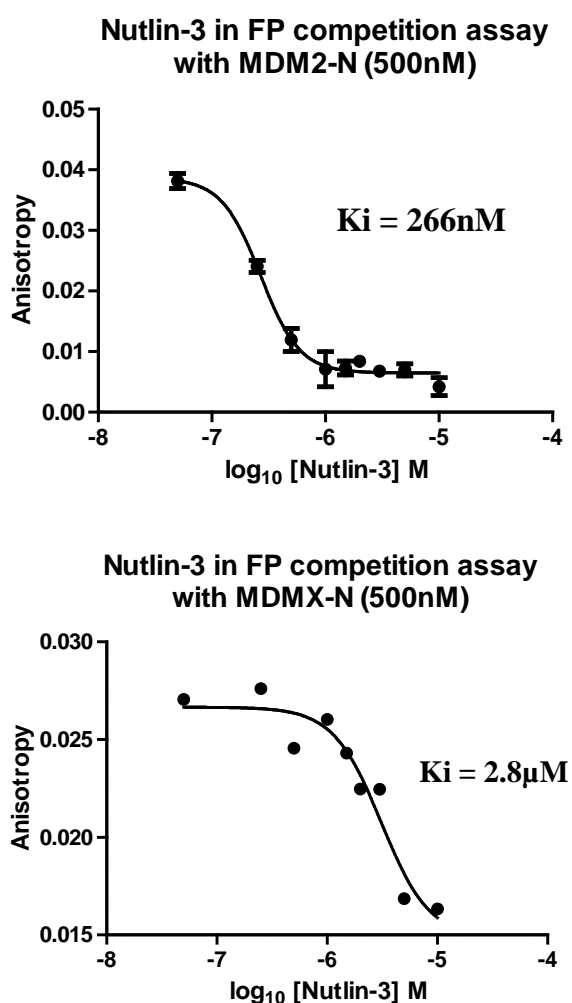 Nutlin-3 in FP competition assay
with MDM2-N (500nM)
0.05
0.04
0.03
0.02
0.01
0.00
Anisotropy
Ki = 266nM
-8 -7 -6 -5 -4
log₁₀ [Nutlin-3] M
Nutlin-3 in FP competition assay
with MDMX-N (500nM)
0.030
0.025
0.020
0.015
Anisotropy
Ki = 2.8µM
-8 -7 -6 -5 -4
log₁₀ [Nutlin-3] M